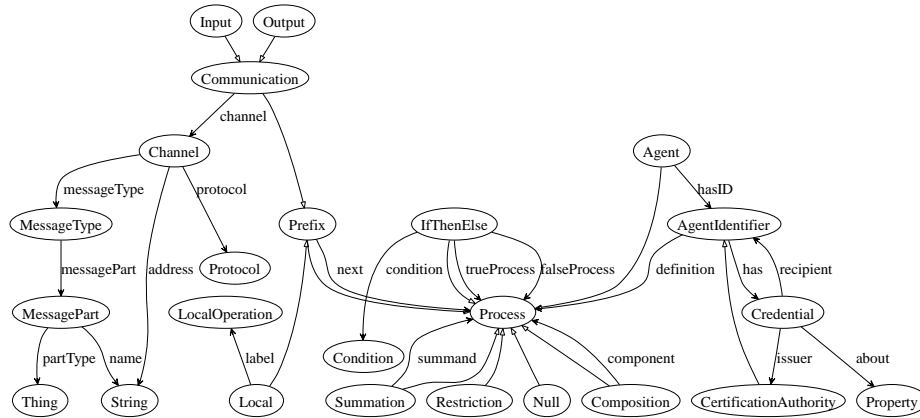 Input Output
Communication
channel
Channel Agent
messageType protocol hasID
MessageType Prefix IfThenElse AgentIdentifier
messagePart address Protocol next condition trueProcess falseProcess definition has recipient
MessagePart LocalOperation Process Credential
partType name label Condition summand component issuer about
Thing String Local Summation Restriction Null Composition CertificationAuthority Property